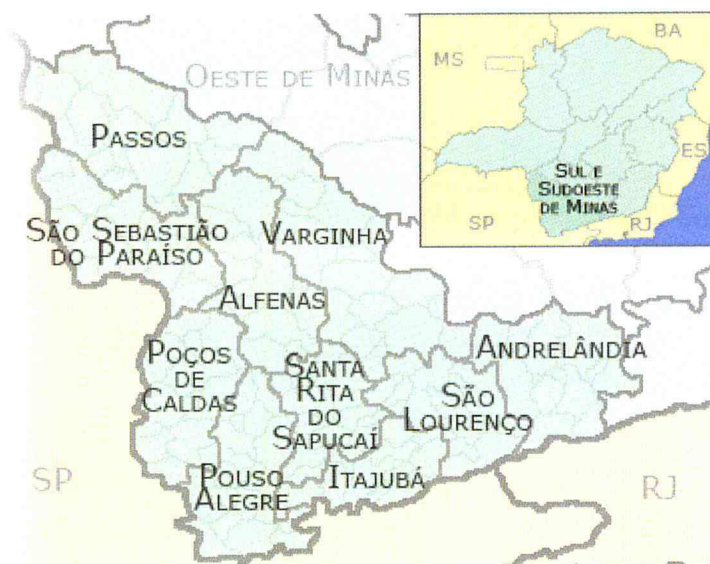 BA
MS
OESTE DE MINAS
PASSOS
ES
SUL E
SUDOESTE
DE MINAS
SP
RJ
SÃO SEBASTIÃO
DO PARAÍSO
VARGINHA
ALFENAS
ANDRELÂNDIA
POÇOS
DE
CALDAS
SANTA
RITA
DO
SAPUCAÍ
SÃO
LOURENÇO
SP
POUSO
ALEGRE
ITAJUBÁ
RJ